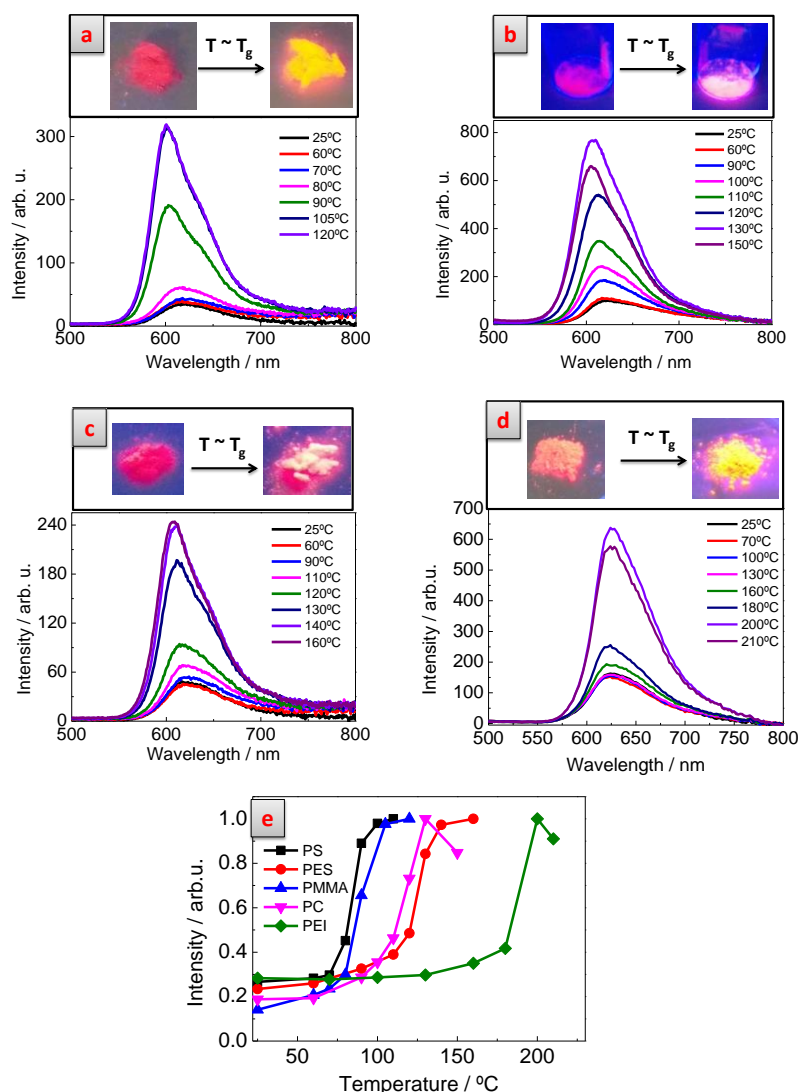 a
T ~ Tg
Intensity / arb. u.
300
200
100
0
500
600
700
800
Wavelength / nm
25ºC
60ºC
70ºC
80ºC
90ºC
105ºC
120ºC
b
T ~ Tg
Intensity / arb. u.
800
600
400
200
0
500
600
700
800
Wavelength / nm
25ºC
60ºC
90ºC
100ºC
110ºC
120ºC
130ºC
150ºC
c
T ~ Tg
Intensity / arb. u.
240
180
120
60
0
500
600
700
800
Wavelength / nm
25ºC
60ºC
90ºC
110ºC
120ºC
130ºC
140ºC
160ºC
d
T ~ Tg
Intensity / arb.u.
700
600
500
400
300
200
100
0
500
550
600
650
700
750
800
Wavelength / nm
25ºC
70ºC
100ºC
130ºC
160ºC
180ºC
200ºC
210ºC
e
Intensity / arb.u.
1.0
0.8
0.6
0.4
0.2
0.0
50
100
150
200
Temperature / ºC
PS
PES
PMMA
PC
PEI